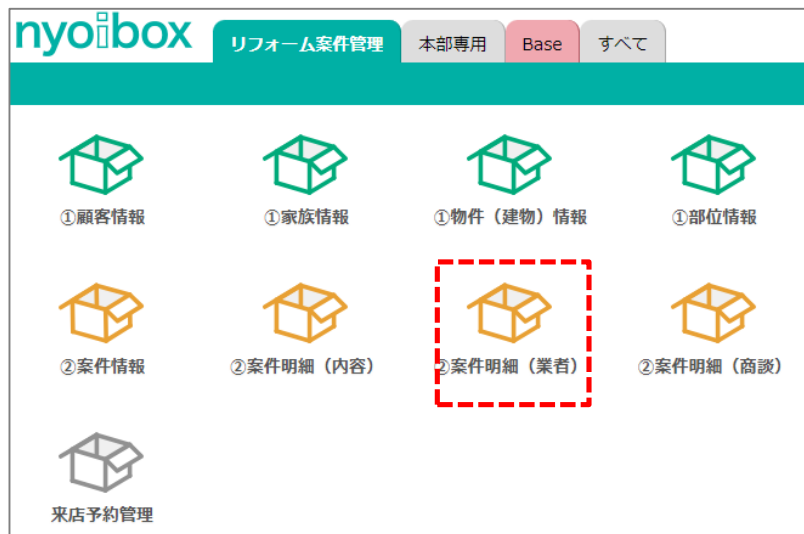 nyoibox
リフォーム案件管理 本部専用 Base すべて
①顧客情報 ①家族情報 ①物件（建物）情報 ①部位情報
②案件情報 ②案件明細（内容） ②案件明細（業者） ②案件明細（商談）
来店予約管理